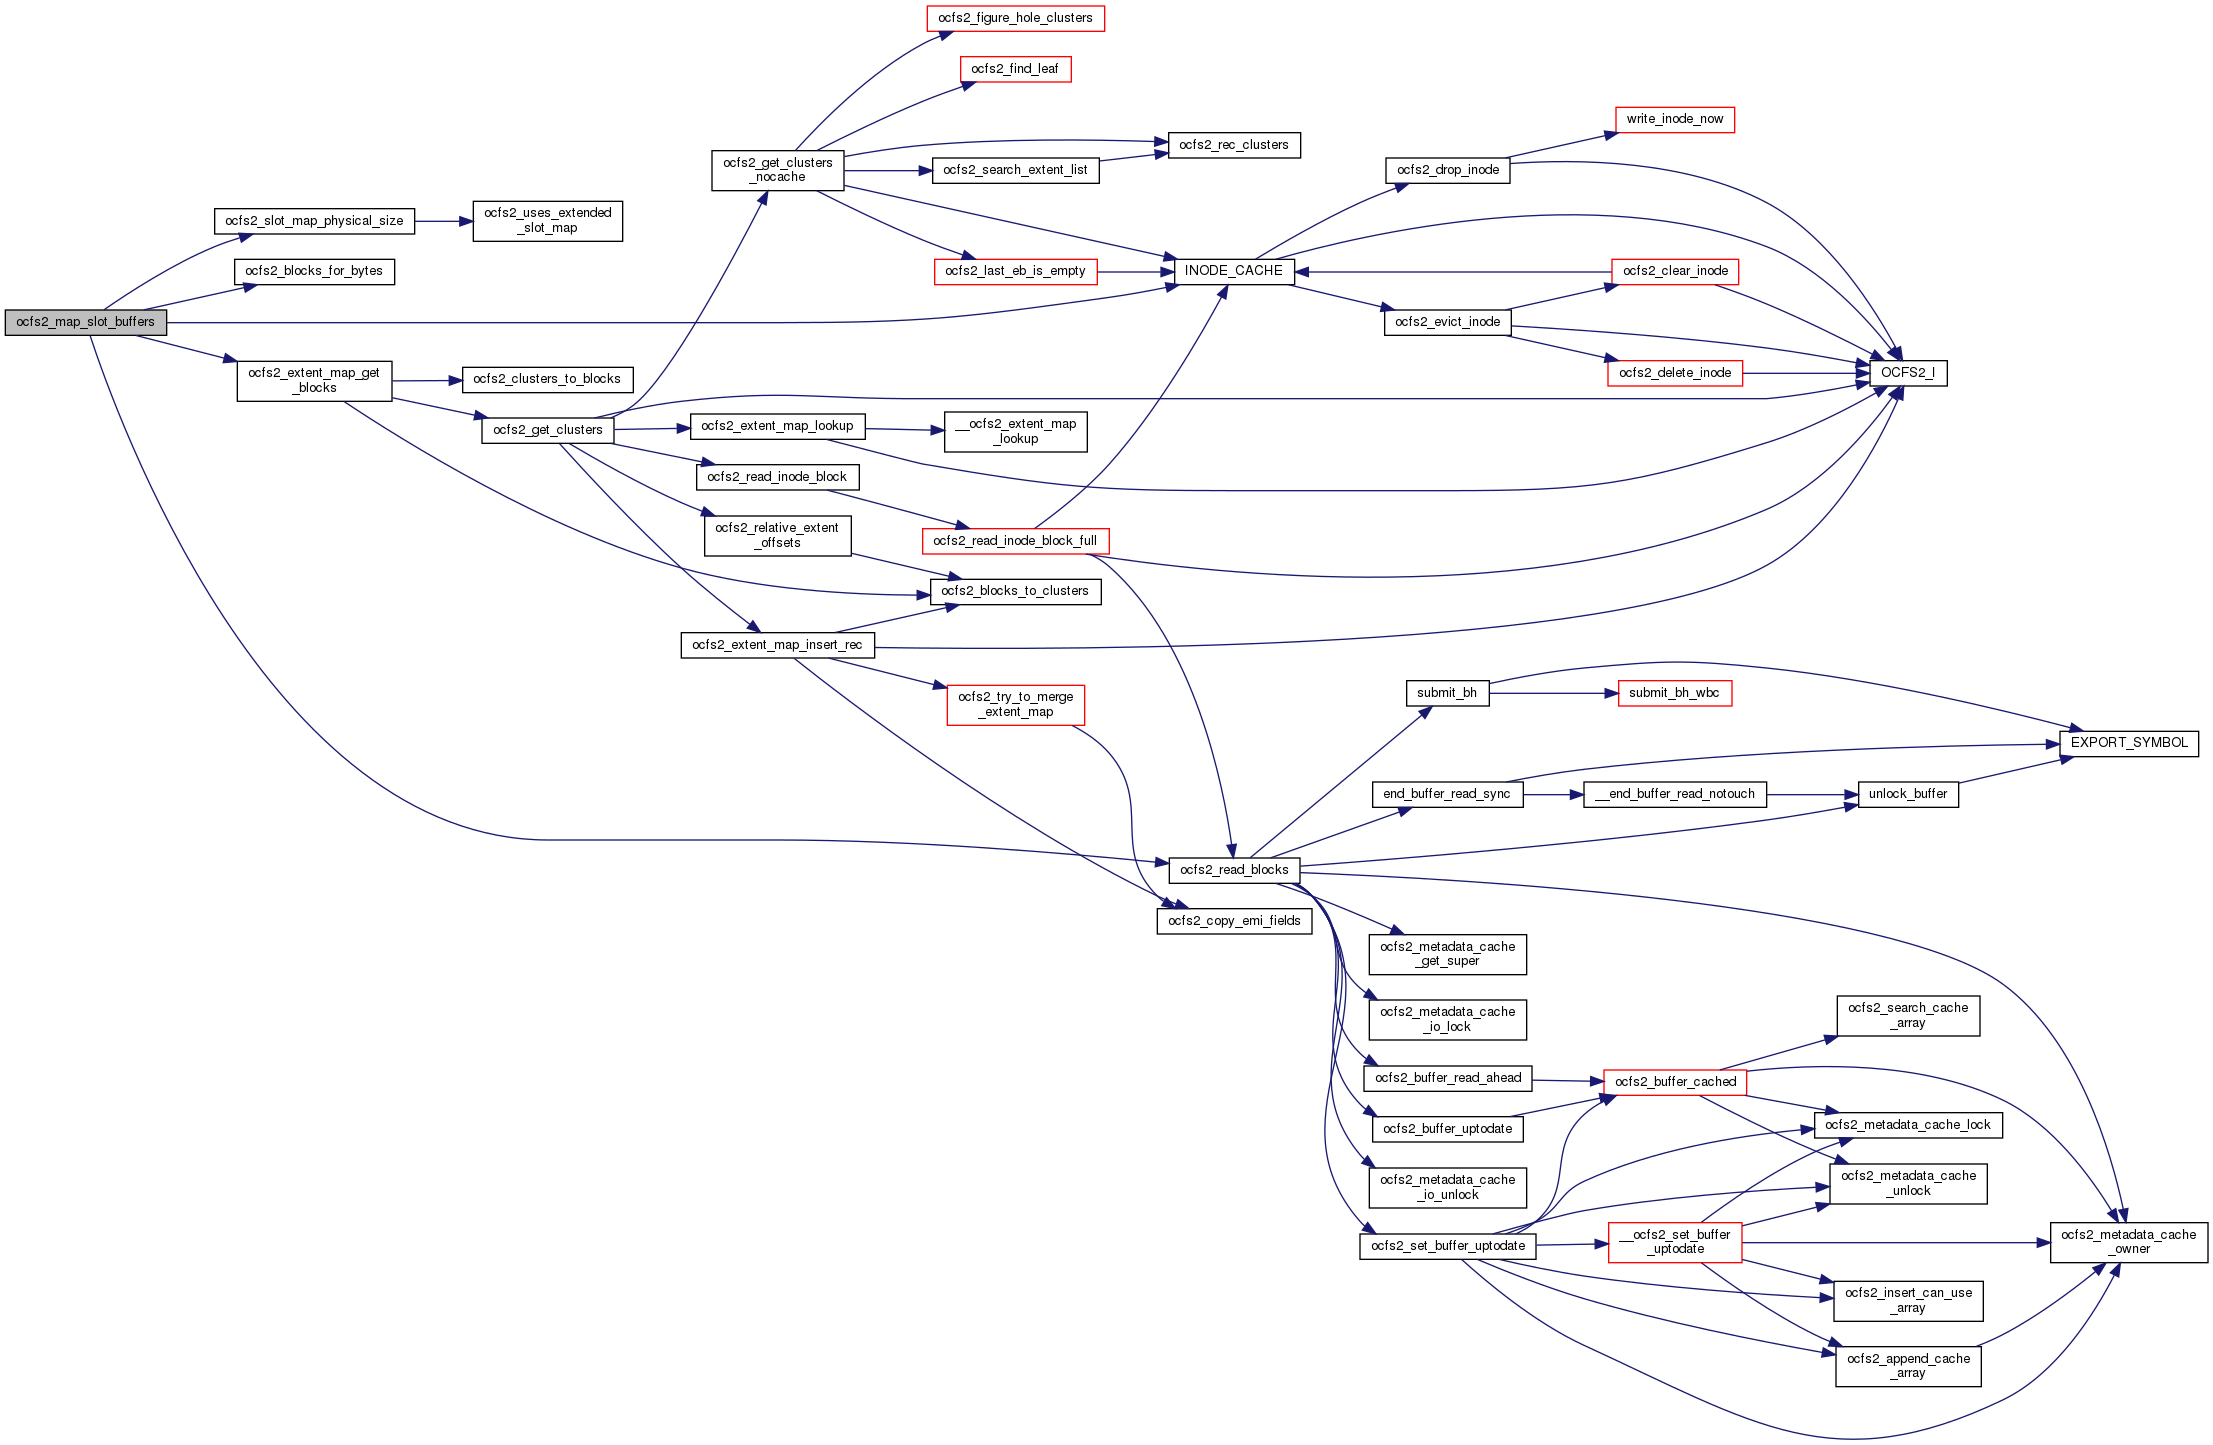 ocfs2_figure_hole_clusters
ocfs2_find_leaf
write_inode_now
ocfs2_rec_clusters
ocfs2_get_clusters
_nocache
ocfs2_search_extent_list
ocfs2_drop_inode
ocfs2_slot_map_physical_size
ocfs2_uses_extended
_slot_map
ocfs2_blocks_for_bytes
ocfs2_last_eb_is_empty
INODE_CACHE
ocfs2_clear_inode
ocfs2_map_slot_buffers
ocfs2_evict_inode
ocfs2_extent_map_get
_blocks
ocfs2_clusters_to_blocks
ocfs2_delete_inode
OCFS2_I
ocfs2_get_clusters
ocfs2_extent_map_lookup
__ocfs2_extent_map
_lookup
ocfs2_read_inode_block
ocfs2_relative_extent
_offsets
ocfs2_read_inode_block_full
ocfs2_blocks_to_clusters
ocfs2_extent_map_insert_rec
ocfs2_try_to_merge
_extent_map
submit_bh
submit_bh_wbc
EXPORT_SYMBOL
end_buffer_read_sync
__end_buffer_read_notouch
unlock_buffer
ocfs2_read_blocks
ocfs2_copy_emi_fields
ocfs2_metadata_cache
_get_super
ocfs2_metadata_cache
_io_lock
ocfs2_search_cache
_array
ocfs2_buffer_read_ahead
ocfs2_buffer_cached
ocfs2_buffer_uptodate
ocfs2_metadata_cache_lock
ocfs2_metadata_cache
_io_unlock
ocfs2_metadata_cache
_unlock
ocfs2_set_buffer_uptodate
__ocfs2_set_buffer
_uptodate
ocfs2_metadata_cache
_owner
ocfs2_insert_can_use
_array
ocfs2_append_cache
_array